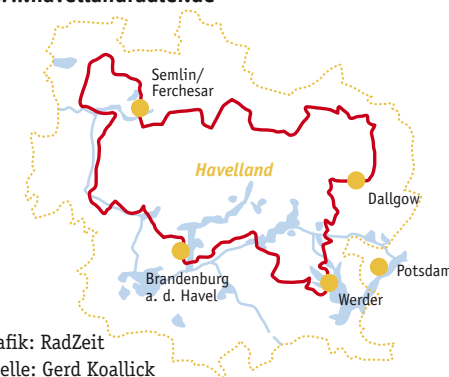 Semlin/
Ferchesar
Havelland
Dallgow
Potsdam
Brandenburg
a. d. Havel
Werder
afik: RadZeit
elle: Gerd Koallick